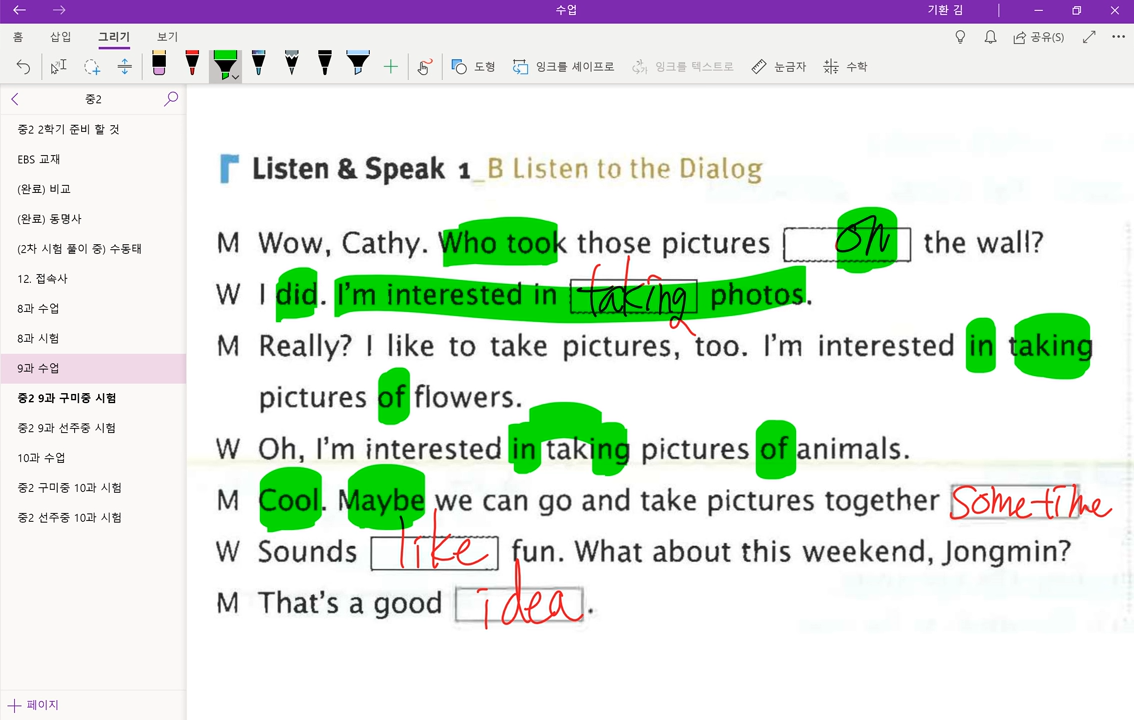 수업
기환 김
홈 삽입 그리기 보기
공유(S)
도형 잉크를 셰이프로 잉크를 텍스트로 눈금자 수학
중2
중2 2학기 준비 할 것
EBS 교재
(완료) 비교
(완료) 동명사
(2차 시험 풀이 중) 수동태
12. 접속사
8과 수업
8과 시험
9과 수업
중2 9과 구미중 시험
중2 9과 선주중 시험
10과 수업
중2 구미중 10과 시험
중2 선주중 10과 시험
페이지
Listen & Speak 1_B Listen to the Dialog
M Wow, Cathy. Who took those pictures on the wall?
W I did. I'm interested in taking photos.
M Really? I like to take pictures, too. I'm interested in taking
pictures of flowers.
W Oh, I'm interested in taking pictures of animals.
M Cool. Maybe we can go and take pictures together sometime
W Sounds like fun. What about this weekend, Jongmin?
M That's a good idea.